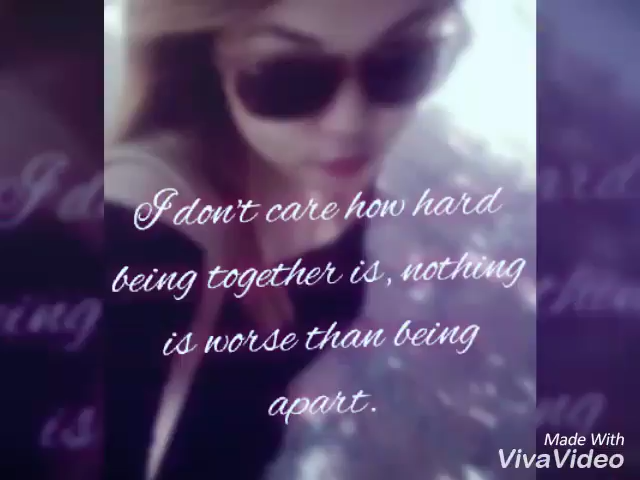 I don't care how hard
being together is, nothing
is worse than being
apart.
Made With
VivaVideo